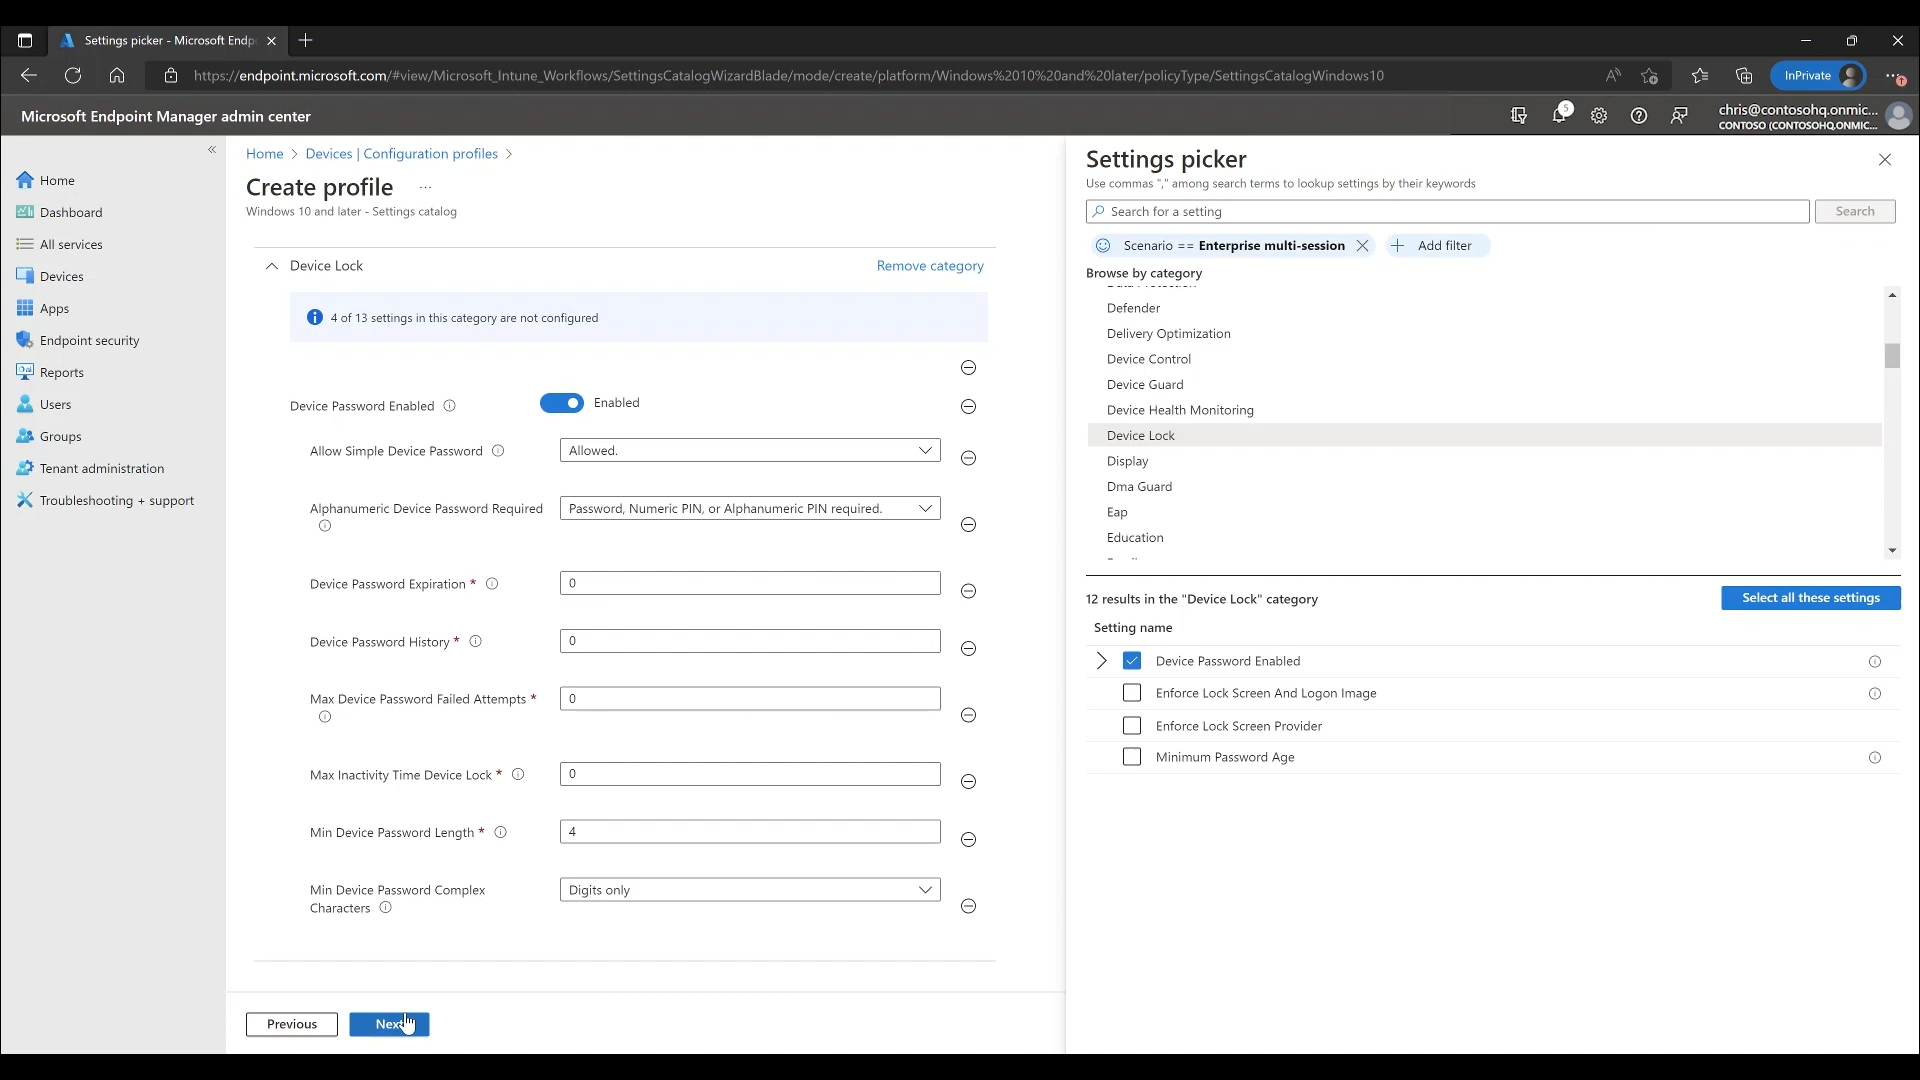 Settings picker - Microsoft Endp
https://endpoint.microsoft.com/#view/Microsoft_Intune_Workflows/SettingsCatalogWizardBlade/mode/create/platform/Windows%2010%20and%20later/policyType/SettingsCatalogWindows10
InPrivate
Microsoft Endpoint Manager admin center
5
chris@contosohq.onmic...
CONTOSO (CONTOSOHQ.ONMIC...
Home
Dashboard
All services
Devices
Apps
Endpoint security
Reports
Users
Groups
Tenant administration
Troubleshooting + support
Home > Devices | Configuration profiles >
Create profile ...
Windows 10 and later - Settings catalog
Device Lock
Remove category
4 of 13 settings in this category are not configured
Device Password Enabled
Enabled
Allow Simple Device Password
Allowed.
Alphanumeric Device Password Required
Password, Numeric PIN, or Alphanumeric PIN required.
Device Password Expiration *
0
Device Password History *
0
Max Device Password Failed Attempts *
0
Max Inactivity Time Device Lock *
0
Min Device Password Length *
4
Min Device Password Complex
Characters
Digits only
Previous
Next
Settings picker
Use commas "," among search terms to lookup settings by their keywords
Search for a setting
Search
Scenario == Enterprise multi-session
Add filter
Browse by category
Defender
Delivery Optimization
Device Control
Device Guard
Device Health Monitoring
Device Lock
Display
Dma Guard
Eap
Education
12 results in the "Device Lock" category
Select all these settings
Setting name
Device Password Enabled
Enforce Lock Screen And Logon Image
Enforce Lock Screen Provider
Minimum Password Age